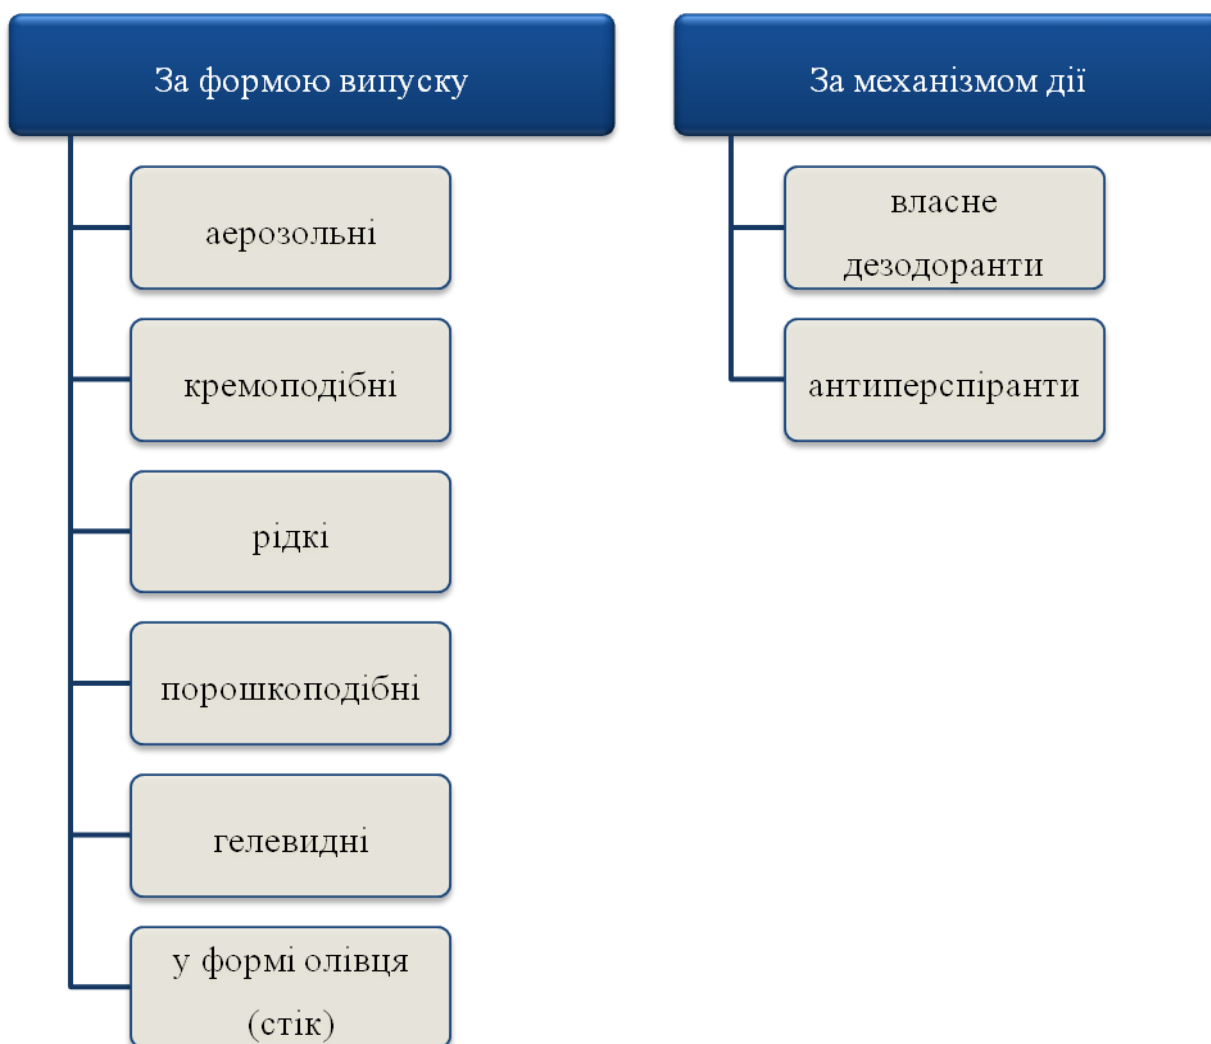 За формою випуску
аерозольні
кремоподібні
рідкі
порошкоподібні
гелевидні
у формі олівця
(стік)
За механізмом дії
власне
дезодоранти
антиперспіранти